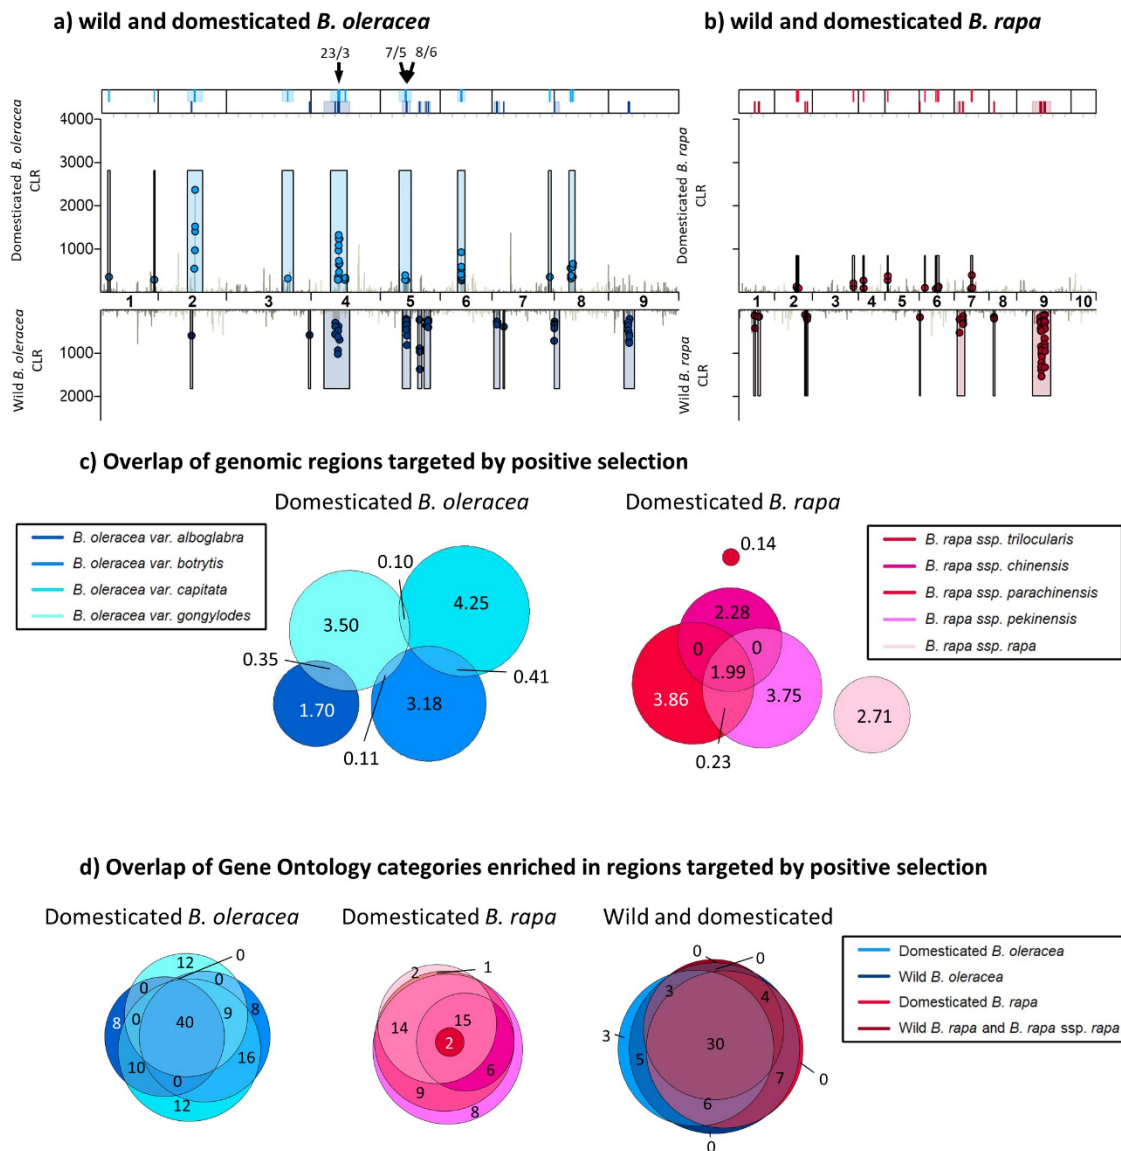 a) wild and domesticated B. oleracea
b) wild and domesticated B. rapa
23/3
7/5 8/6
Domesticated B. oleracea
CLR
4000
3000
2000
1000
1 2 3 4 5 6 7 8 9
Wild B. oleracea
CLR
1000
2000
Domesticated B. rapa
CLR
1 2 3 4 5 6 7 8 9 10
Wild B. rapa
CLR
c) Overlap of genomic regions targeted by positive selection
Domesticated B. oleracea
Domesticated B. rapa
B. oleracea var. alboglabra
B. oleracea var. botrytis
B. oleracea var. capitata
B. oleracea var. gongylodes
0.10
4.25
3.50
0.35
0.41
1.70
3.18
0.11
0.14
2.28
0
0
1.99
3.86
3.75
2.71
0.23
B. rapa ssp. trilocularis
B. rapa ssp. chinensis
B. rapa ssp. parachinensis
B. rapa ssp. pekinensis
B. rapa ssp. rapa
d) Overlap of Gene Ontology categories enriched in regions targeted by positive selection
Domesticated B. oleracea
Domesticated B. rapa
Wild and domesticated
0
12
0
0
8
9
0
8
40
10
16
0
12
2
1
14
15
2
6
9
8
0
0
3
4
3
5
30
7
0
6
0
Domesticated B. oleracea
Wild B. oleracea
Domesticated B. rapa
Wild B. rapa and B. rapa ssp. rapa